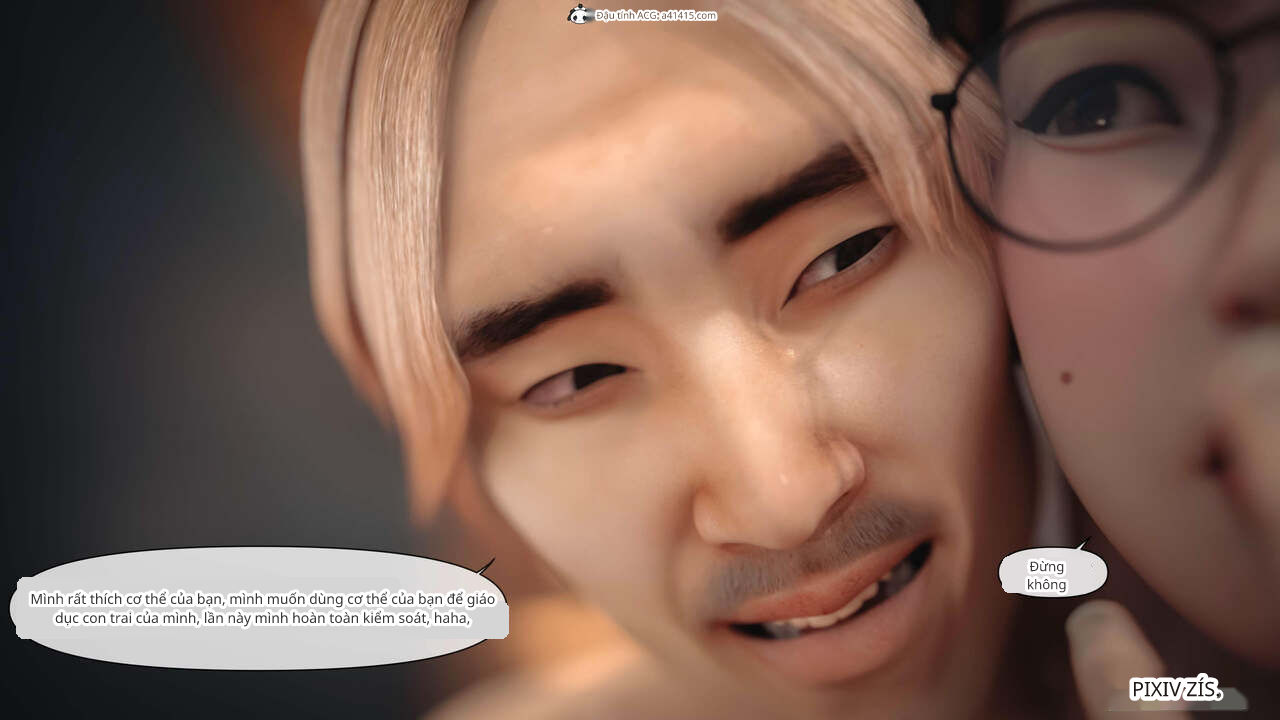 Đậu tính ACG: a41415.com
Mình rất thích cơ thể của bạn, mình muốn dùng cơ thể của bạn để giáo
dục con trai của mình, lần này mình hoàn toàn kiểm soát, haha,
Đừng
không
PIXIV ZÍS,